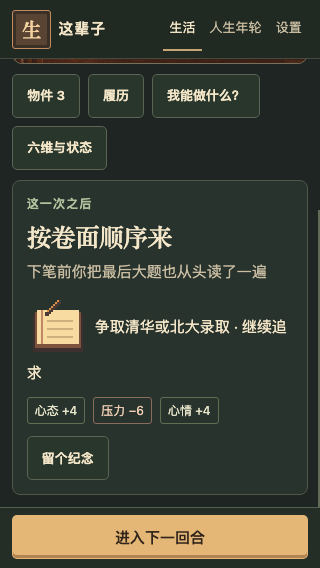 生 这辈子 生活 人生年轮 设置
物件 3 履历 我能做什么？
六维与状态
这一次之后
按卷面顺序来
下笔前你把最后大题也从头读了一遍
争取清华或北大录取 · 继续追
求
心态 +4 压力 −6 心情 +4
留个纪念
进入下一回合